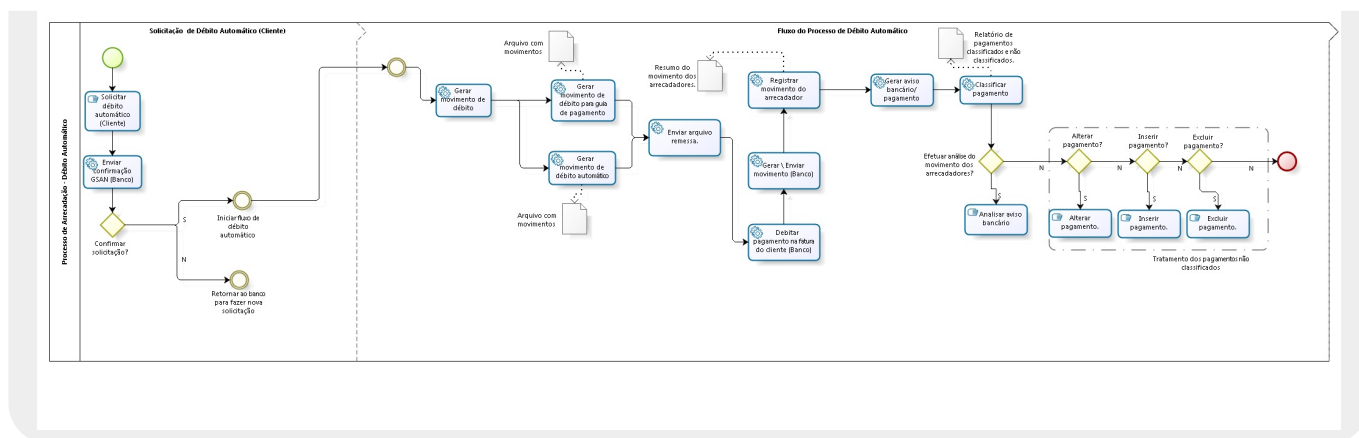 Processo de Arrecadação - Débito Automático
Solicitação de Débito Automático (Cliente)
Solicitar
débito
automático
(Cliente)
Enviar
confirmação
GSAN (Banco)
Confirmar
solicitação?
S
N
Iniciar fluxo de
débito
automático
Retornar ao banco
para fazer nova
solicitação
Fluxo do Processo de Débito Automático
Gerar
movimento de
débito
Arquivo com
movimentos
Gerar
movimento de
débito para guia
de pagamento
Gerar
movimento de
débito automático
Arquivo com
movimentos
Enviar arquivo
remessa.
Resumo do
movimento dos
arrecadadores.
Registrar
movimento do
arrecadador
Gerar \ Enviar
movimento (Banco)
Debitar
pagamento na fatura
do cliente (Banco)
Gerar aviso
bancário/
pagamento
Relatório de
pagamentos
classificados e não
classificados.
Classificar
pagamento
Efetuar análise do
movimento dos
arrecadadores?
S
N
Analisar aviso
bancário
Alterar
pagamento?
S
N
Alterar
pagamento.
Inserir
pagamento?
S
N
Inserir
pagamento.
Excluir
pagamento?
S
N
Excluir
pagamento.
Tratamento dos pagamentos não
classificados